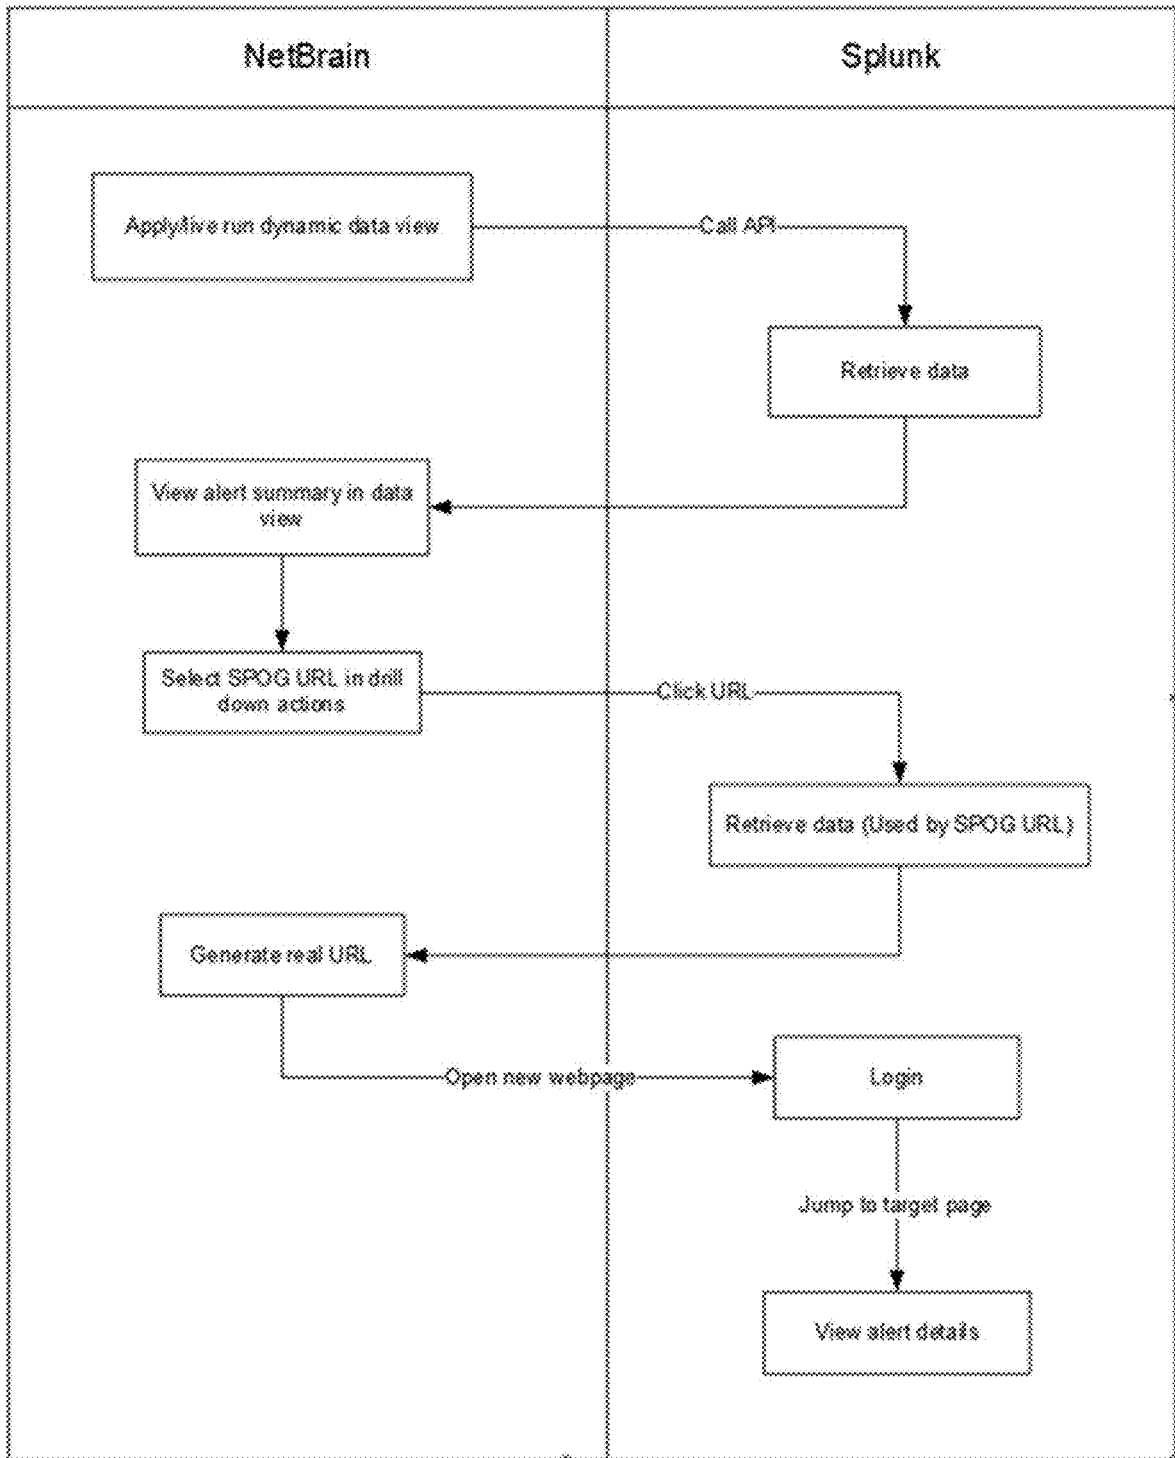 NetBrain
Splunk
Apply/live run dynamic data view
Call API
Retrieve data
View alert summary in data
view
Select SPOG URL in drill
down actions
Click URL
Retrieve data (Used by SPOG URL)
Generate real URL
Open new webpage
Login
Jump to target page
View alert details